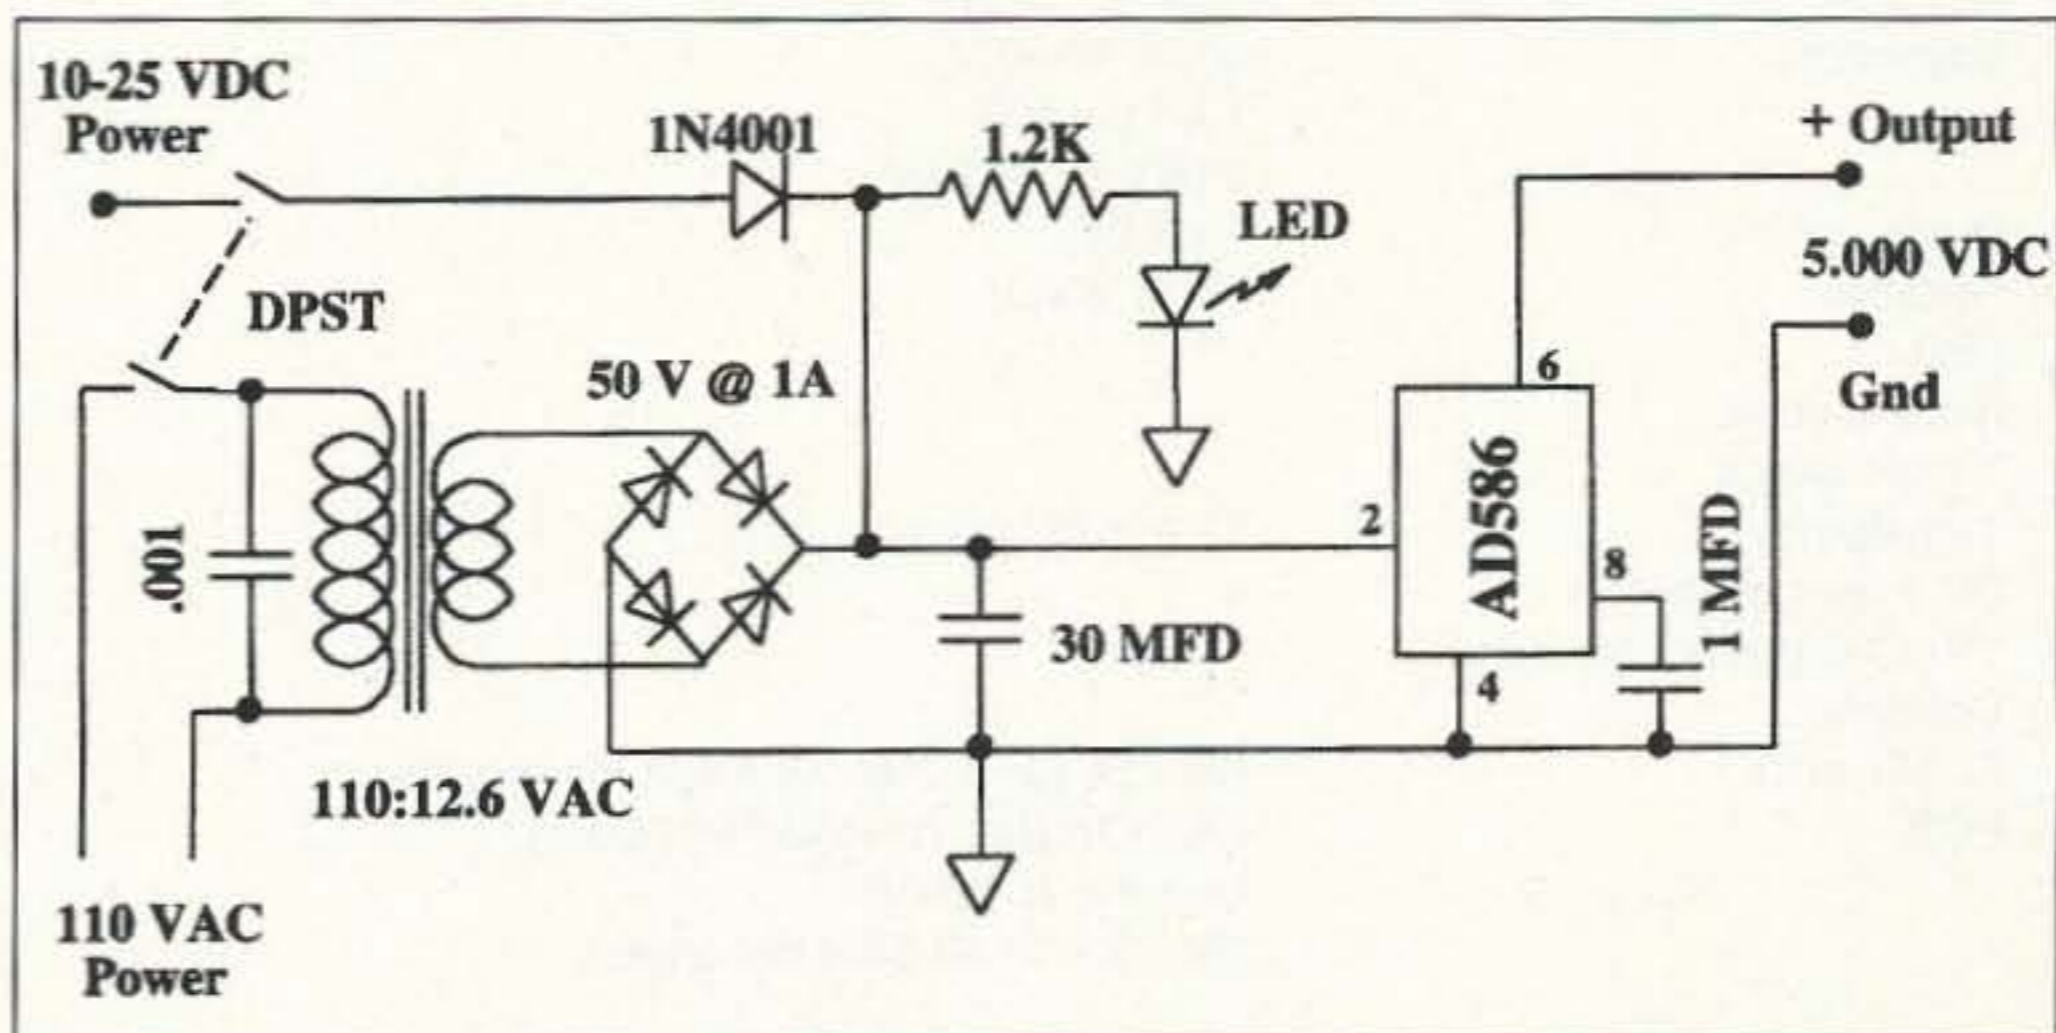 10-25 VDC
Power
1N4001
1.2K
+ Output
LED
5.000 VDC
DPST
50 V @ 1A
6
Gnd
AD586
2
8
1 MFD
.001
30 MFD
4
110:12.6 VAC
110 VAC
Power